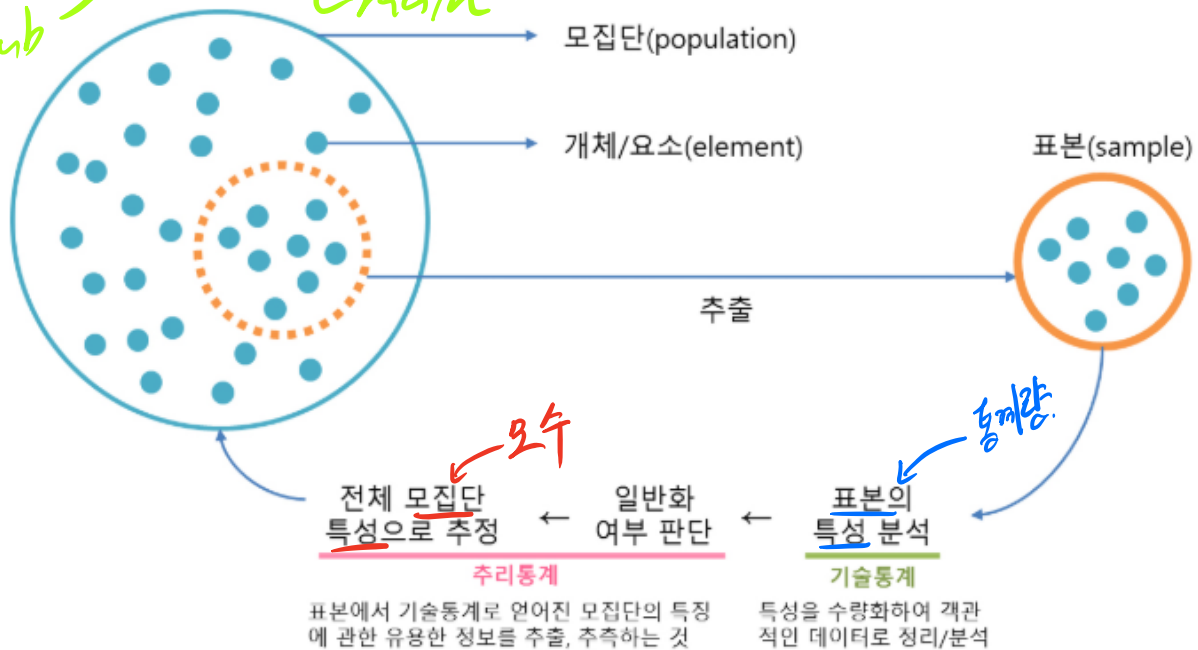 모집단(population)
개체/요소(element)
표본(sample)
추출
모수
통계량.
전체 모집단
특성으로 추정
←
일반화
여부 판단
←
표본의
특성 분석
추리통계
기술통계
표본에서 기술통계로 얻어진 모집단의 특징
에 관한 유용한 정보를 추출, 추측하는 것
특성을 수량화하여 객관
적인 데이터로 정리/분석